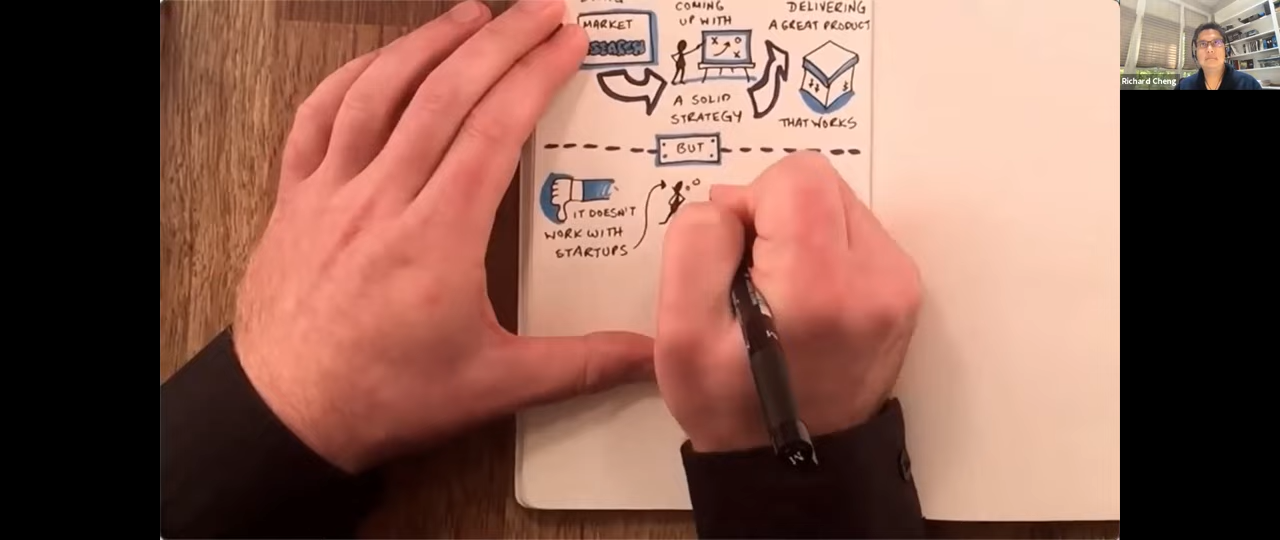 MARKET
RESEARCH
COMING
UP WITH
A SOLID
STRATEGY
DELIVERING
A GREAT PRODUCT
THAT WORKS
BUT
IT DOESN'T
WORK WITH
STARTUPS
Richard Cheng